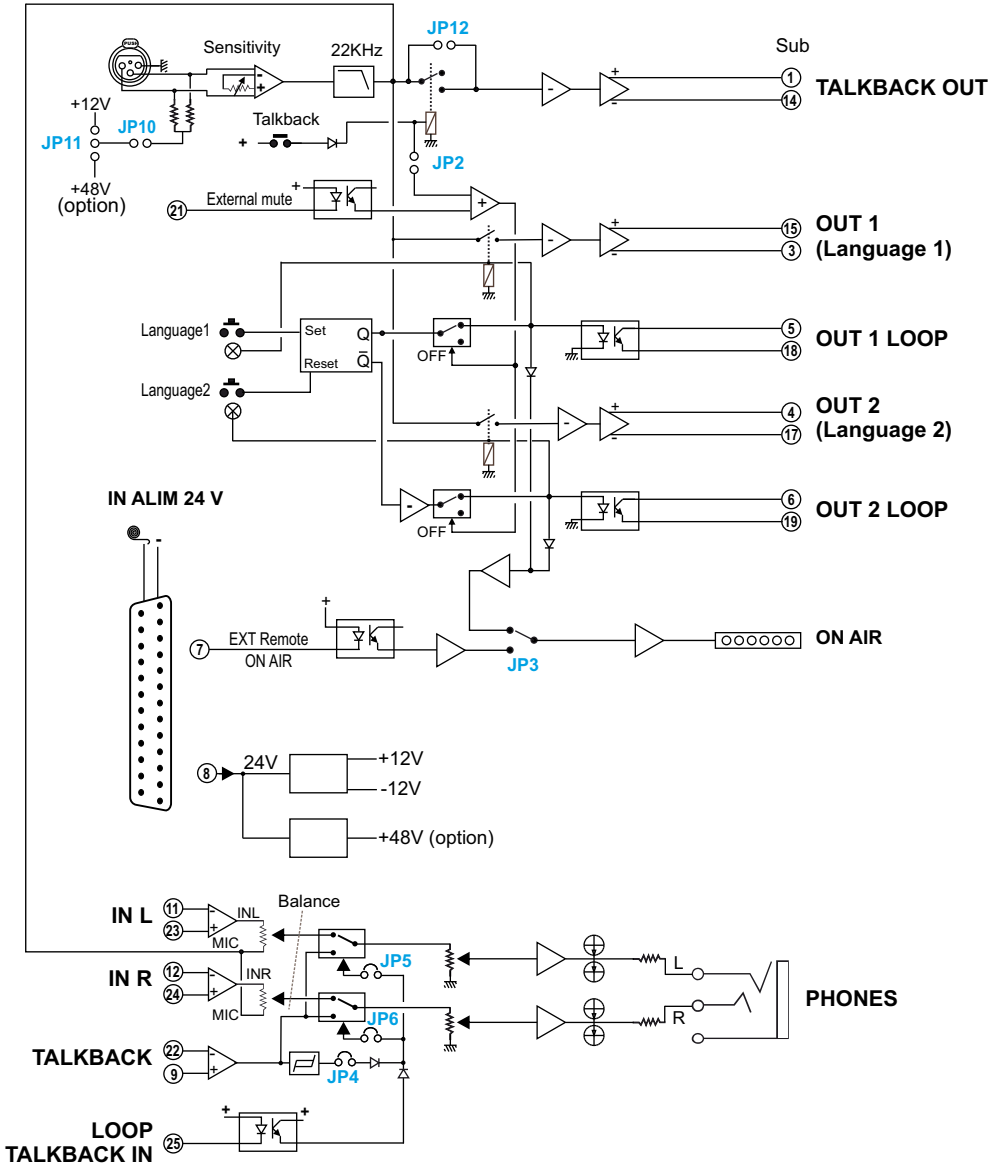 JP12
PUSH
Sensitivity
22KHz
Sub
-
+
-
+
1
TALKBACK OUT
-
14
+12V
JP10
Talkback
JP11
+
JP2
+48V
(option)
+
21
External mute
+
+
15
OUT 1
-
-
3
(Language 1)
Language1
Set
Q
5
OUT 1 LOOP
OFF
18
Reset
Q̅
Language2
+
4
OUT 2
-
-
17
(Language 2)
IN ALIM 24 V
-
6
OUT 2 LOOP
OFF
19
-
+
7
EXT Remote
ON AIR
JP3
ON AIR
8
24V
+12V
-12V
+48V (option)
Balance
IN L
11
-
INL
23
+
MIC
JP5
L
IN R
12
-
INR
24
+
MIC
JP6
R
PHONES
TALKBACK
22
-
9
+
JP4
LOOP
TALKBACK IN
25
+
+